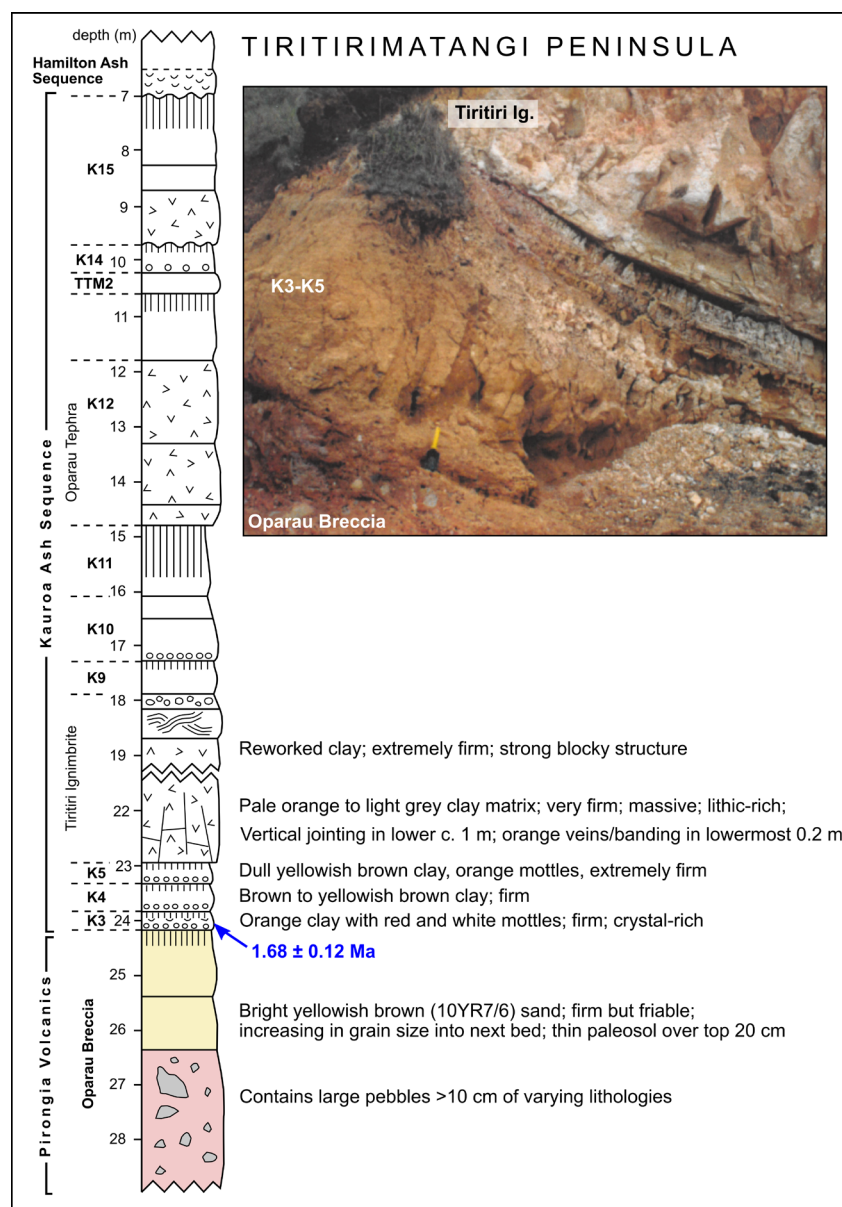 depth (m)
TIRITIRIMATANGI PENINSULA
Hamilton Ash
Sequence
7
8
K15
9
K14
10
TTM2
11
12
K12
13
14
Oparau Tephra
15
K11
16
K10
17
K9
18
19
Tiritiri Ignimbrite
22
23
K5
K4
K3
24
25
26
27
28
Kauroa Ash Sequence
Pirongia Volcanics
Oparau Breccia
Tiritiri Ig.
K3-K5
Oparau Breccia
Reworked clay; extremely firm; strong blocky structure
Pale orange to light grey clay matrix; very firm; massive; lithic-rich;
Vertical jointing in lower c. 1 m; orange veins/banding in lowermost 0.2 m
Dull yellowish brown clay, orange mottles, extremely firm
Brown to yellowish brown clay; firm
Orange clay with red and white mottles; firm; crystal-rich
1.68 ± 0.12 Ma
Bright yellowish brown (10YR7/6) sand; firm but friable;
increasing in grain size into next bed; thin paleosol over top 20 cm
Contains large pebbles >10 cm of varying lithologies